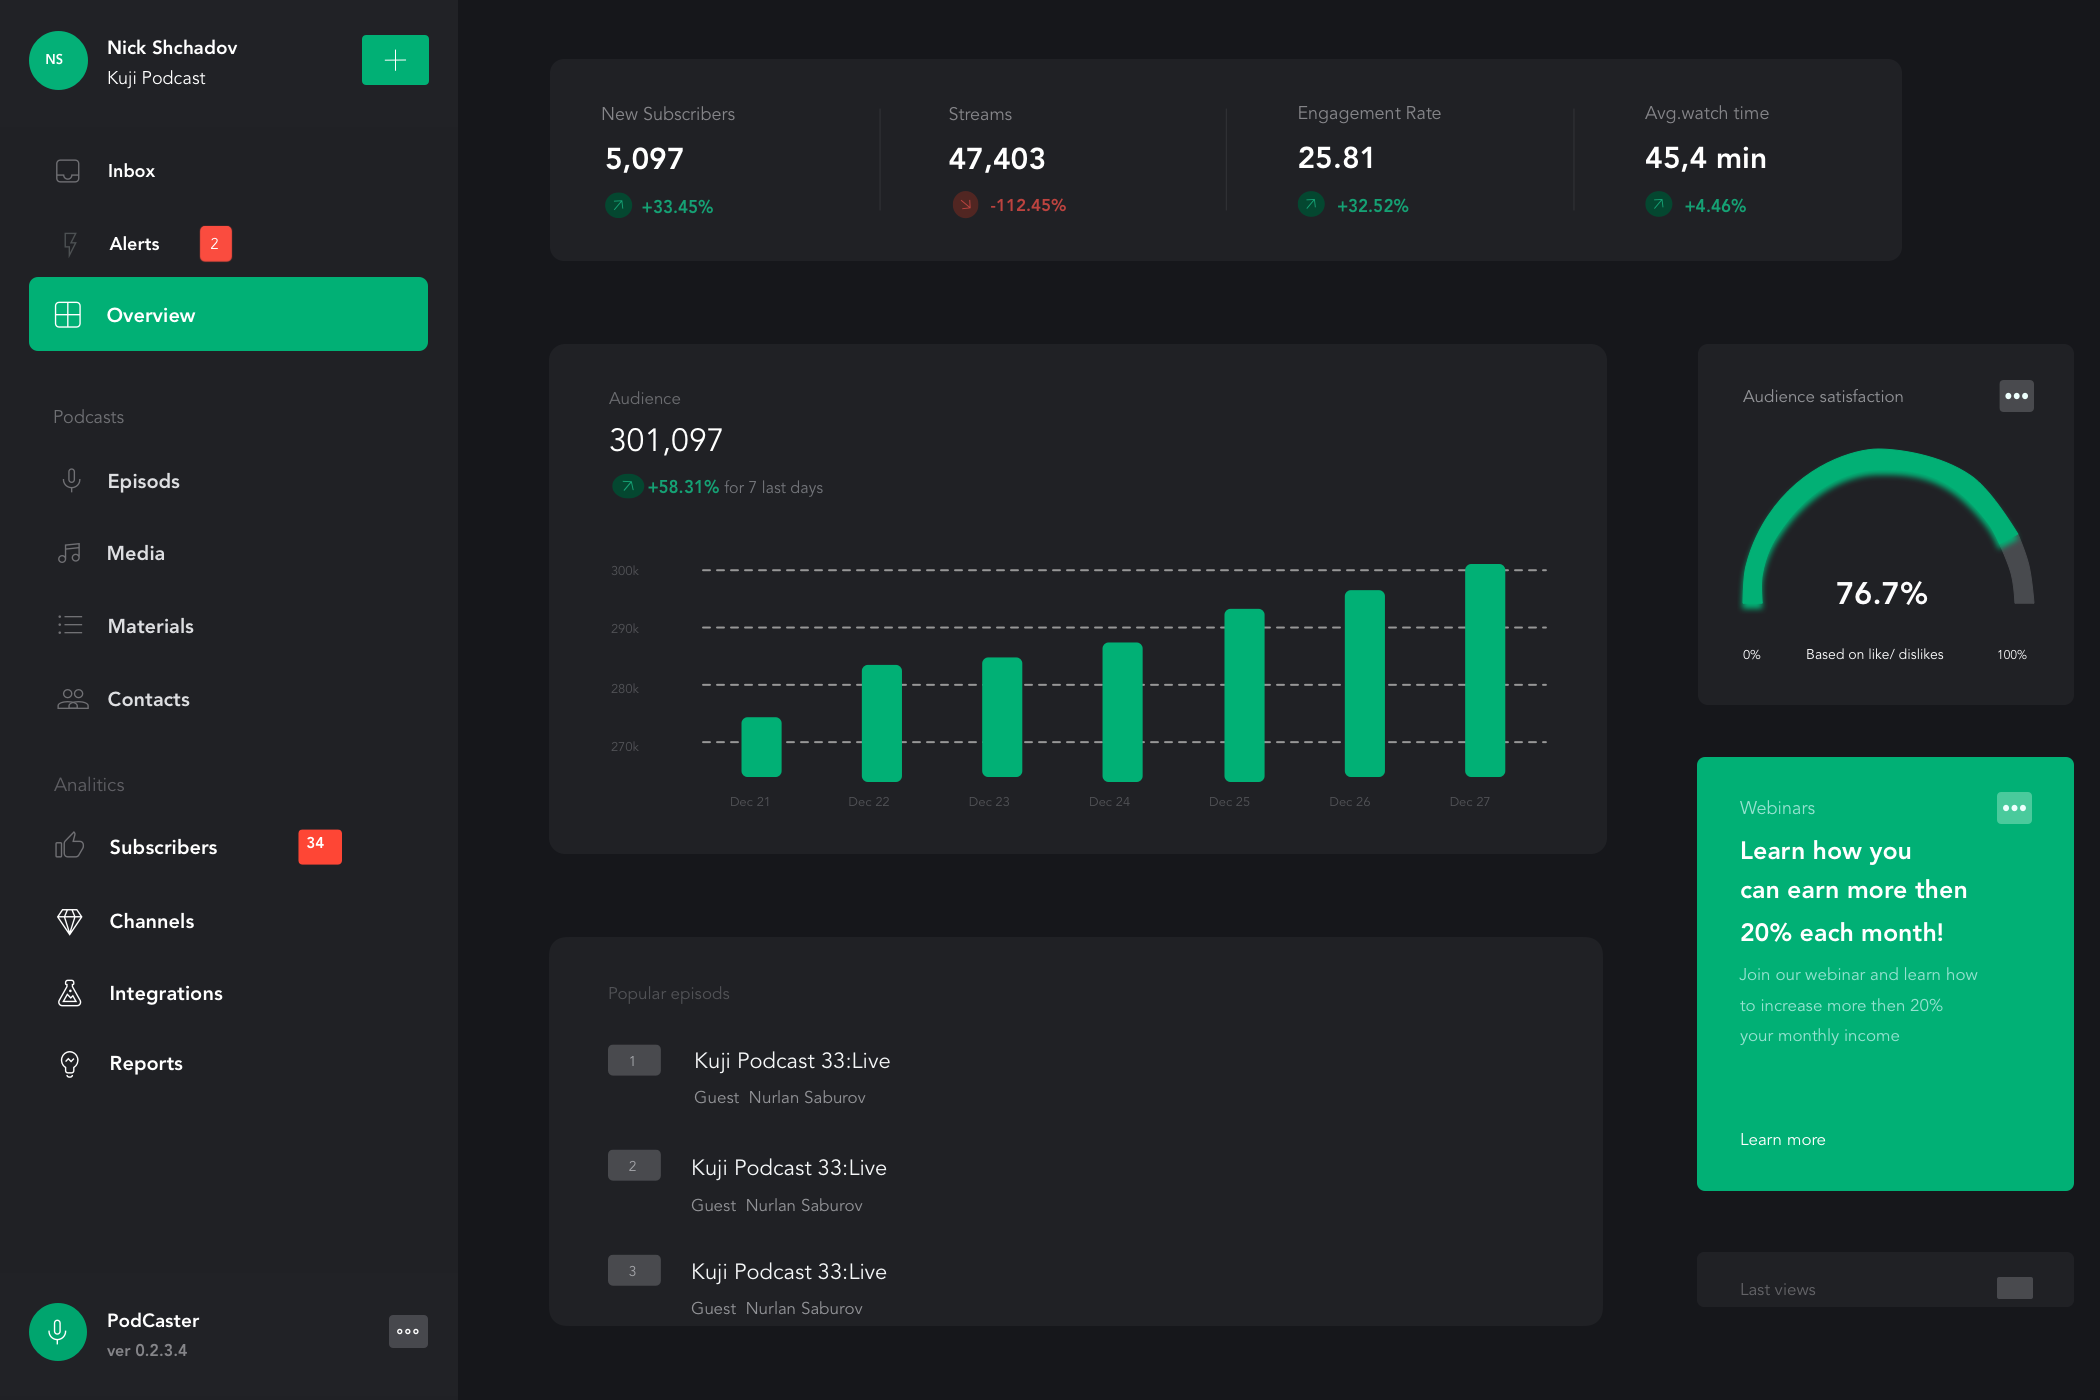 NS
Nick Shchadov
Kuji Podcast
Inbox
Alerts 2
Overview
Podcasts
Episods
Media
Materials
Contacts
Analitics
Subscribers 34
Channels
Integrations
Reports
PodCaster
ver 0.2.3.4
New Subscribers
5,097
+33.45%
Streams
47,403
-112.45%
Engagement Rate
25.81
+32.52%
Avg.watch time
45,4 min
+4.46%
Audience
301,097
+58.31% for 7 last days
300k
290k
280k
270k
Dec 21 Dec 22 Dec 23 Dec 24 Dec 25 Dec 26 Dec 27
Audience satisfaction
76.7%
0% Based on like/ dislikes 100%
Popular episods
1 Kuji Podcast 33:Live
Guest Nurlan Saburov
2 Kuji Podcast 33:Live
Guest Nurlan Saburov
3 Kuji Podcast 33:Live
Guest Nurlan Saburov
Webinars
Learn how you
can earn more then
20% each month!
Join our webinar and learn how
to increase more then 20%
your monthly income
Learn more
Last views